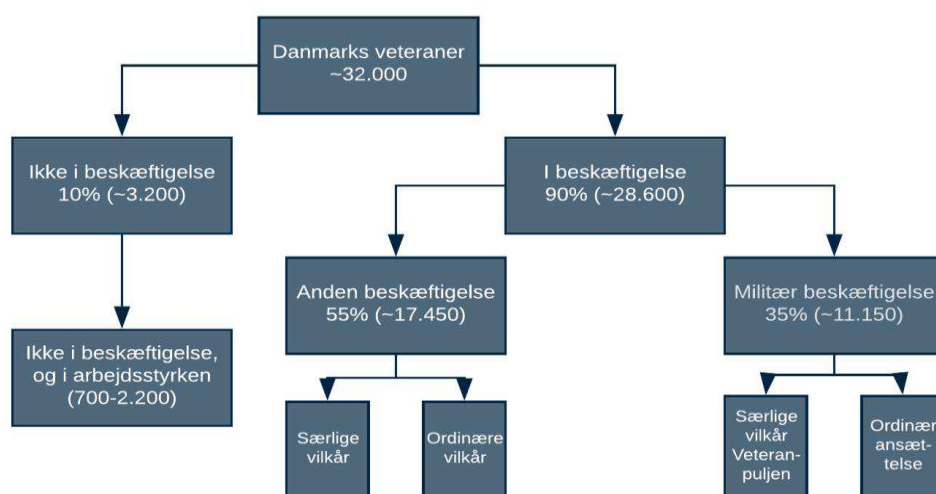 Danmarks veteraner
~32.000
Ikke i beskæftigelse
10% (~3.200)
I beskæftigelse
90% (~28.600)
Anden beskæftigelse
55% (~17.450)
Militær beskæftigelse
35% (~11.150)
Ikke i beskæftigelse,
og i arbejdsstyrken
(700-2.200)
Særlige
vilkår
Ordinære
vilkår
Særlige
vilkår
Veteran-
puljen
Ordinær
ansæt-
telse